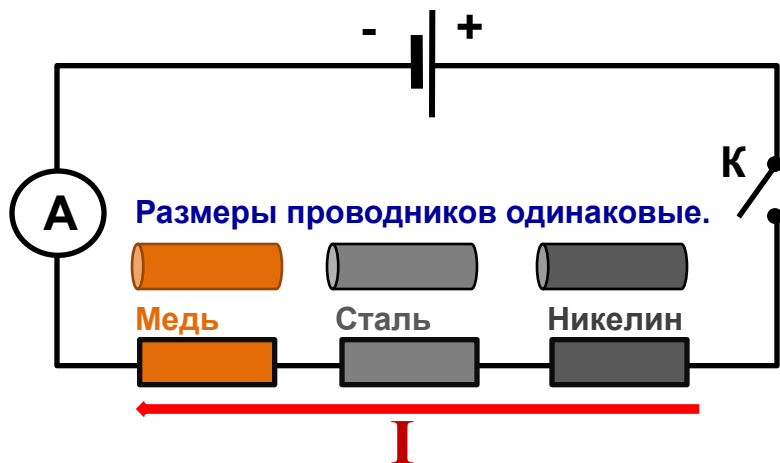 - +
К
А
Размеры проводников одинаковые.
Медь Сталь Никелин
I